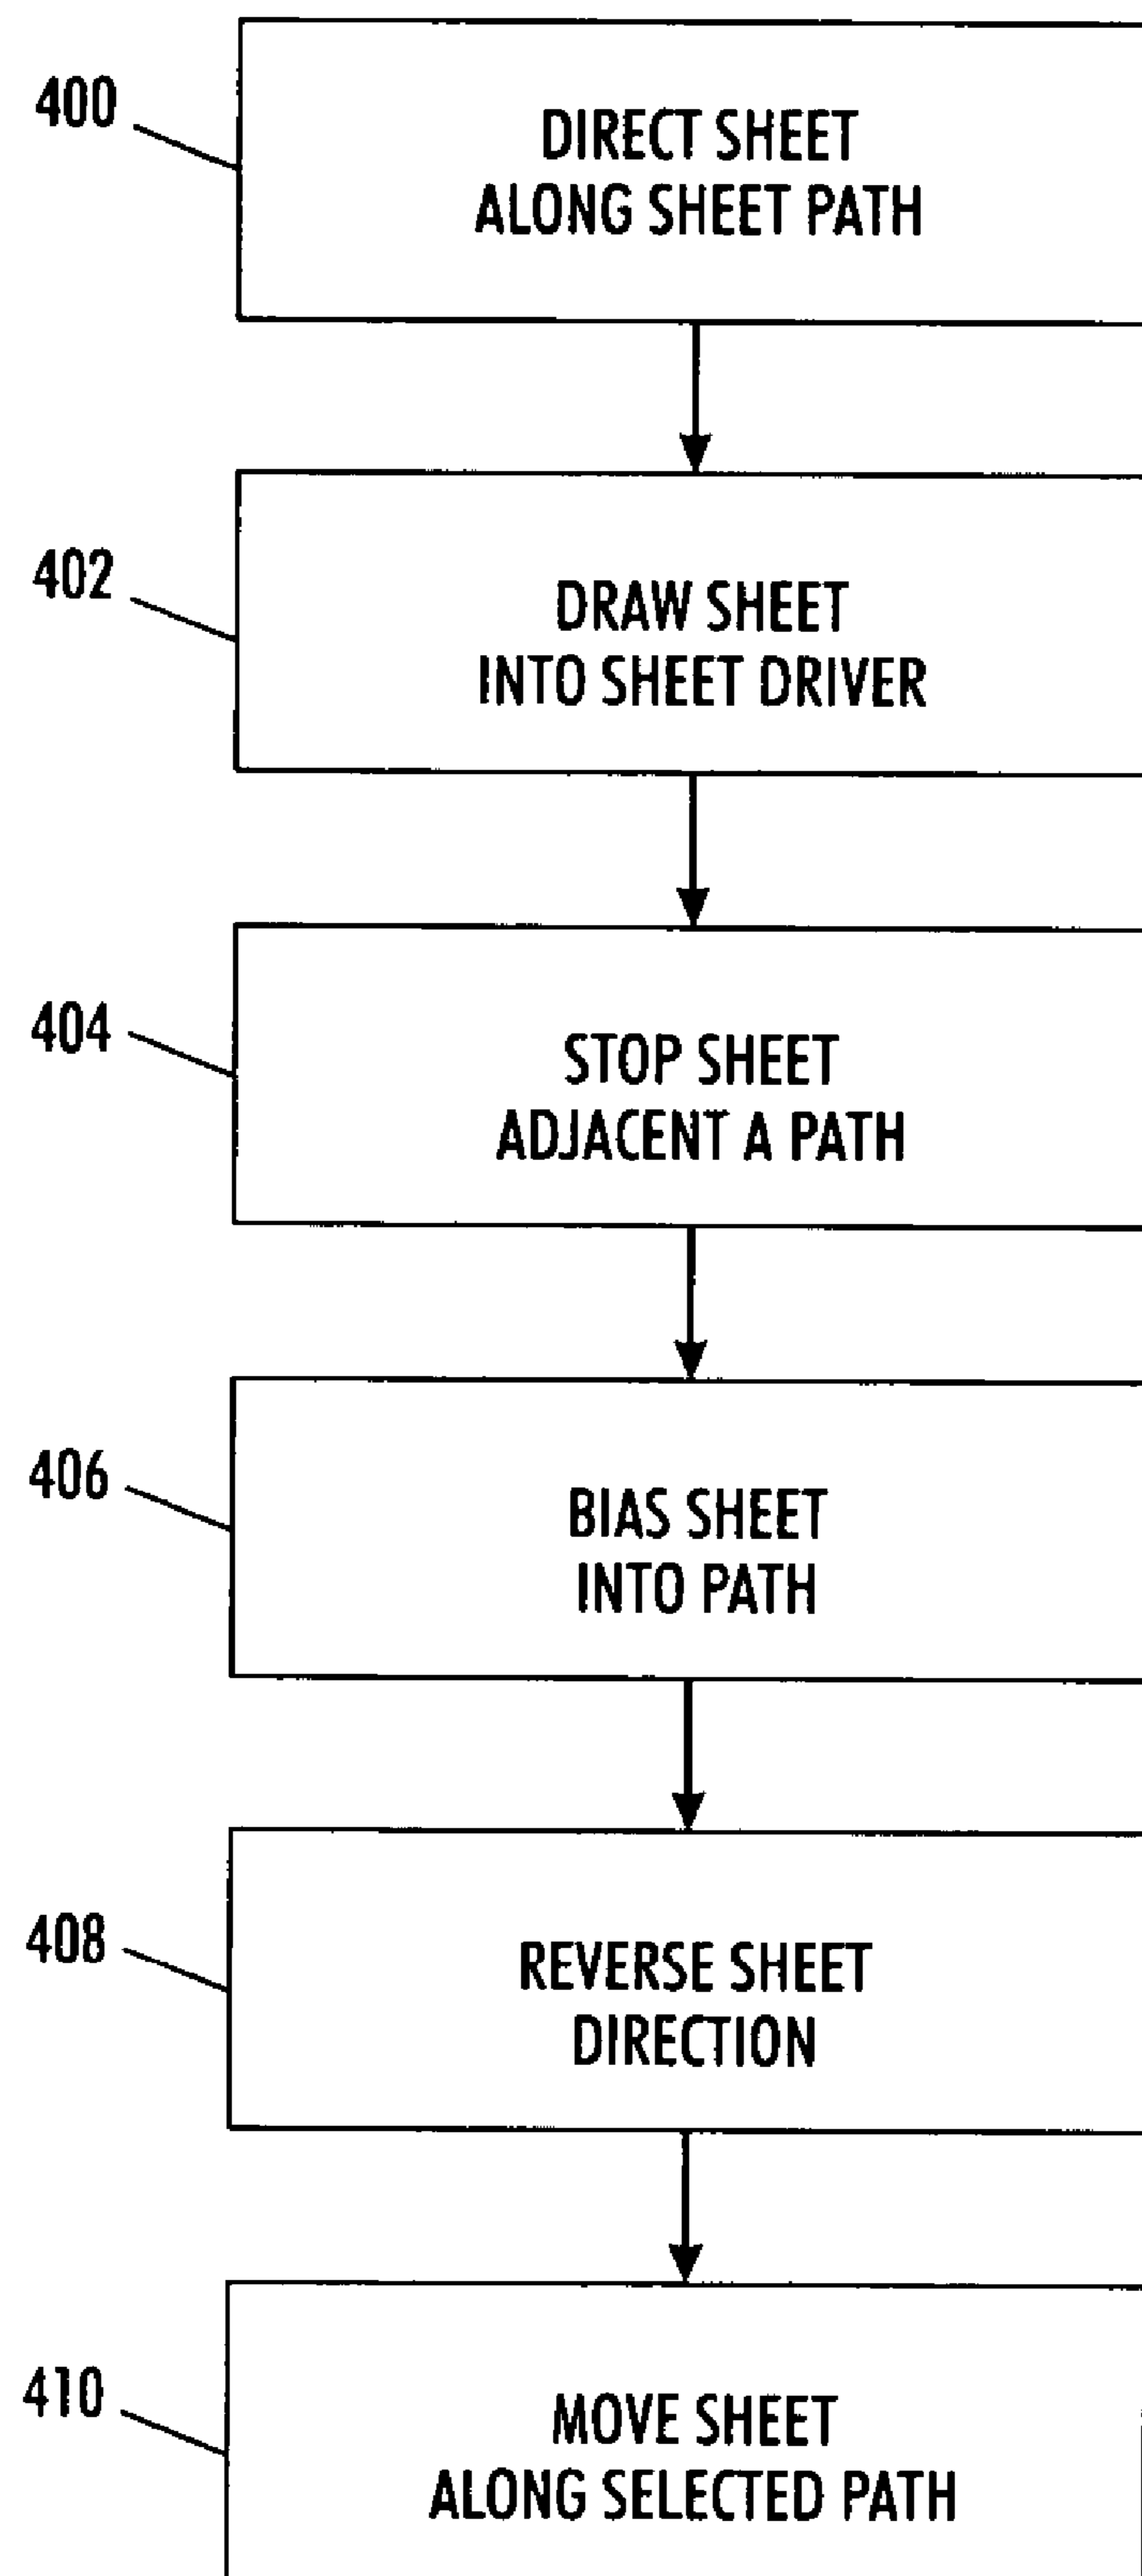 400
DIRECT SHEET
ALONG SHEET PATH
402
DRAW SHEET
INTO SHEET DRIVER
404
STOP SHEET
ADJACENT A PATH
406
BIAS SHEET
INTO PATH
408
REVERSE SHEET
DIRECTION
410
MOVE SHEET
ALONG SELECTED PATH